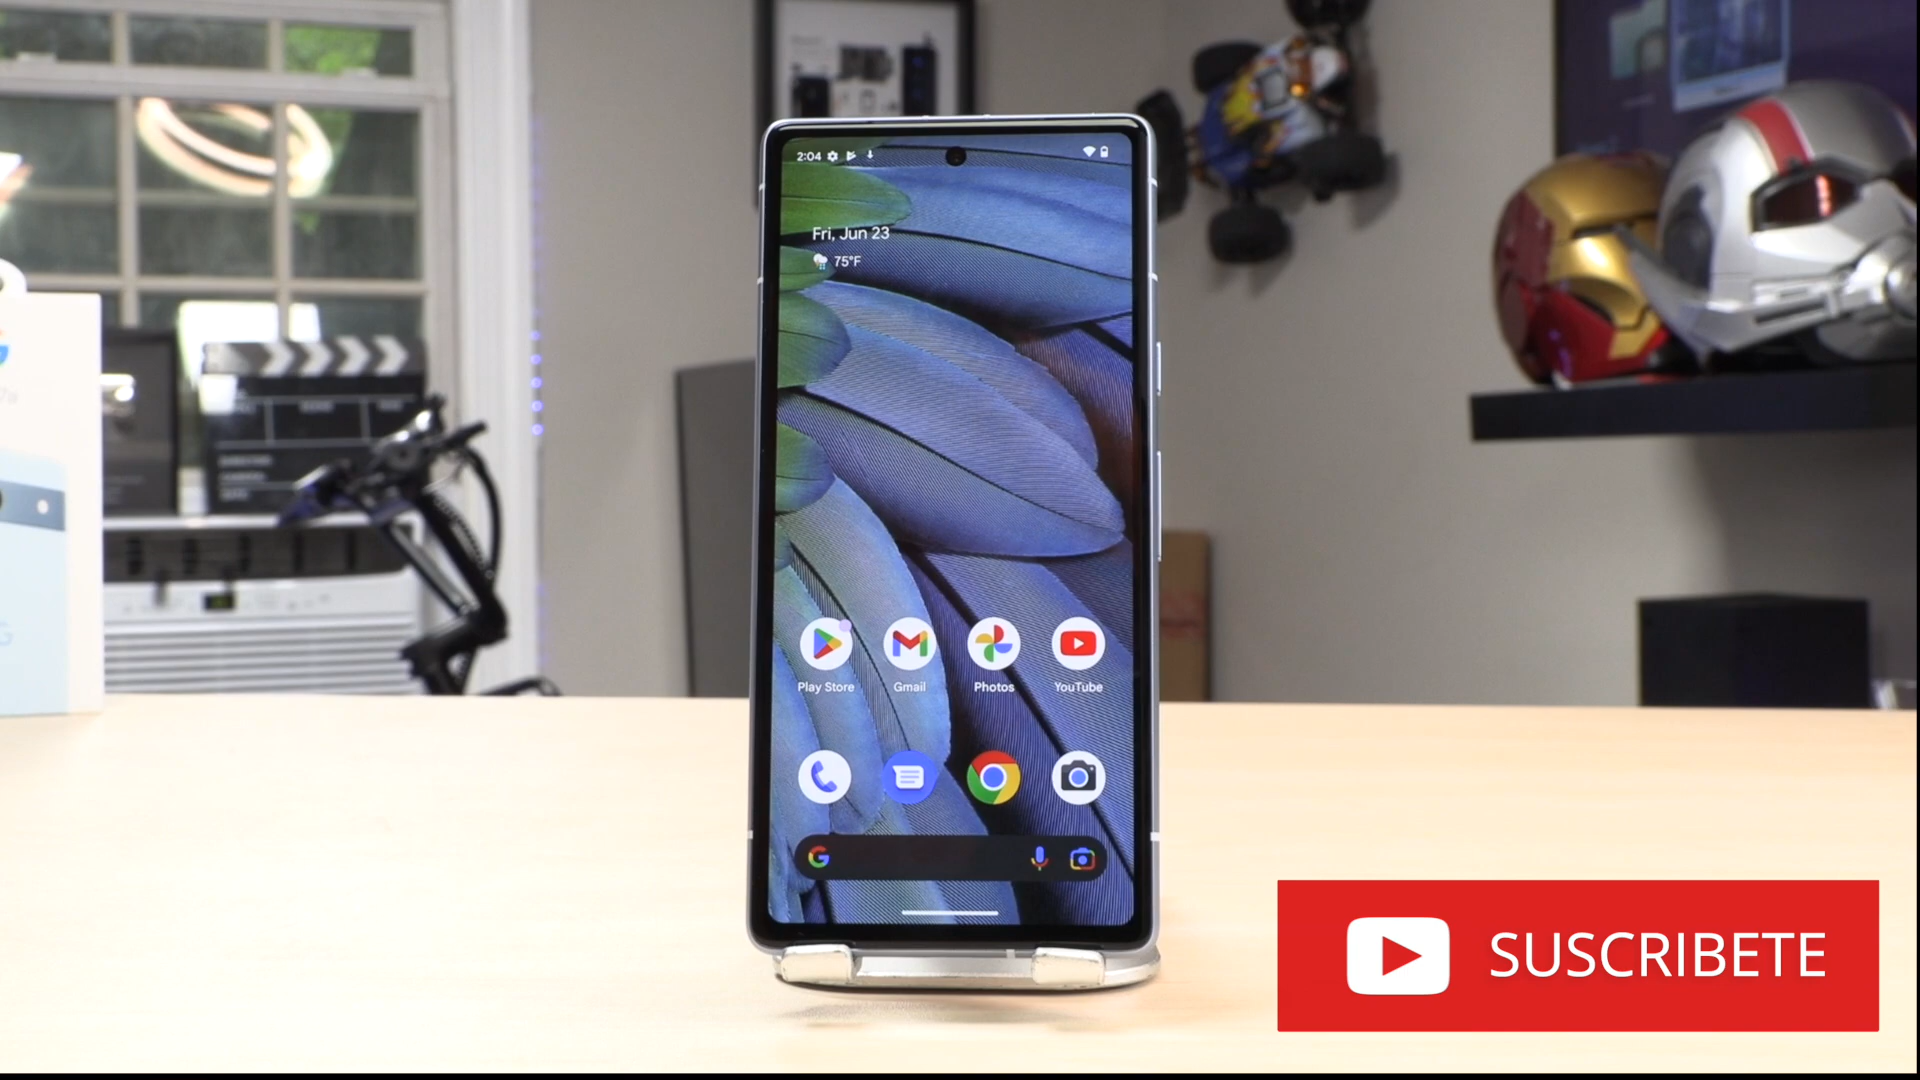 2:04
Fri, Jun 23
75°F
Play Store
Gmail
Photos
YouTube
SUSCRIBETE